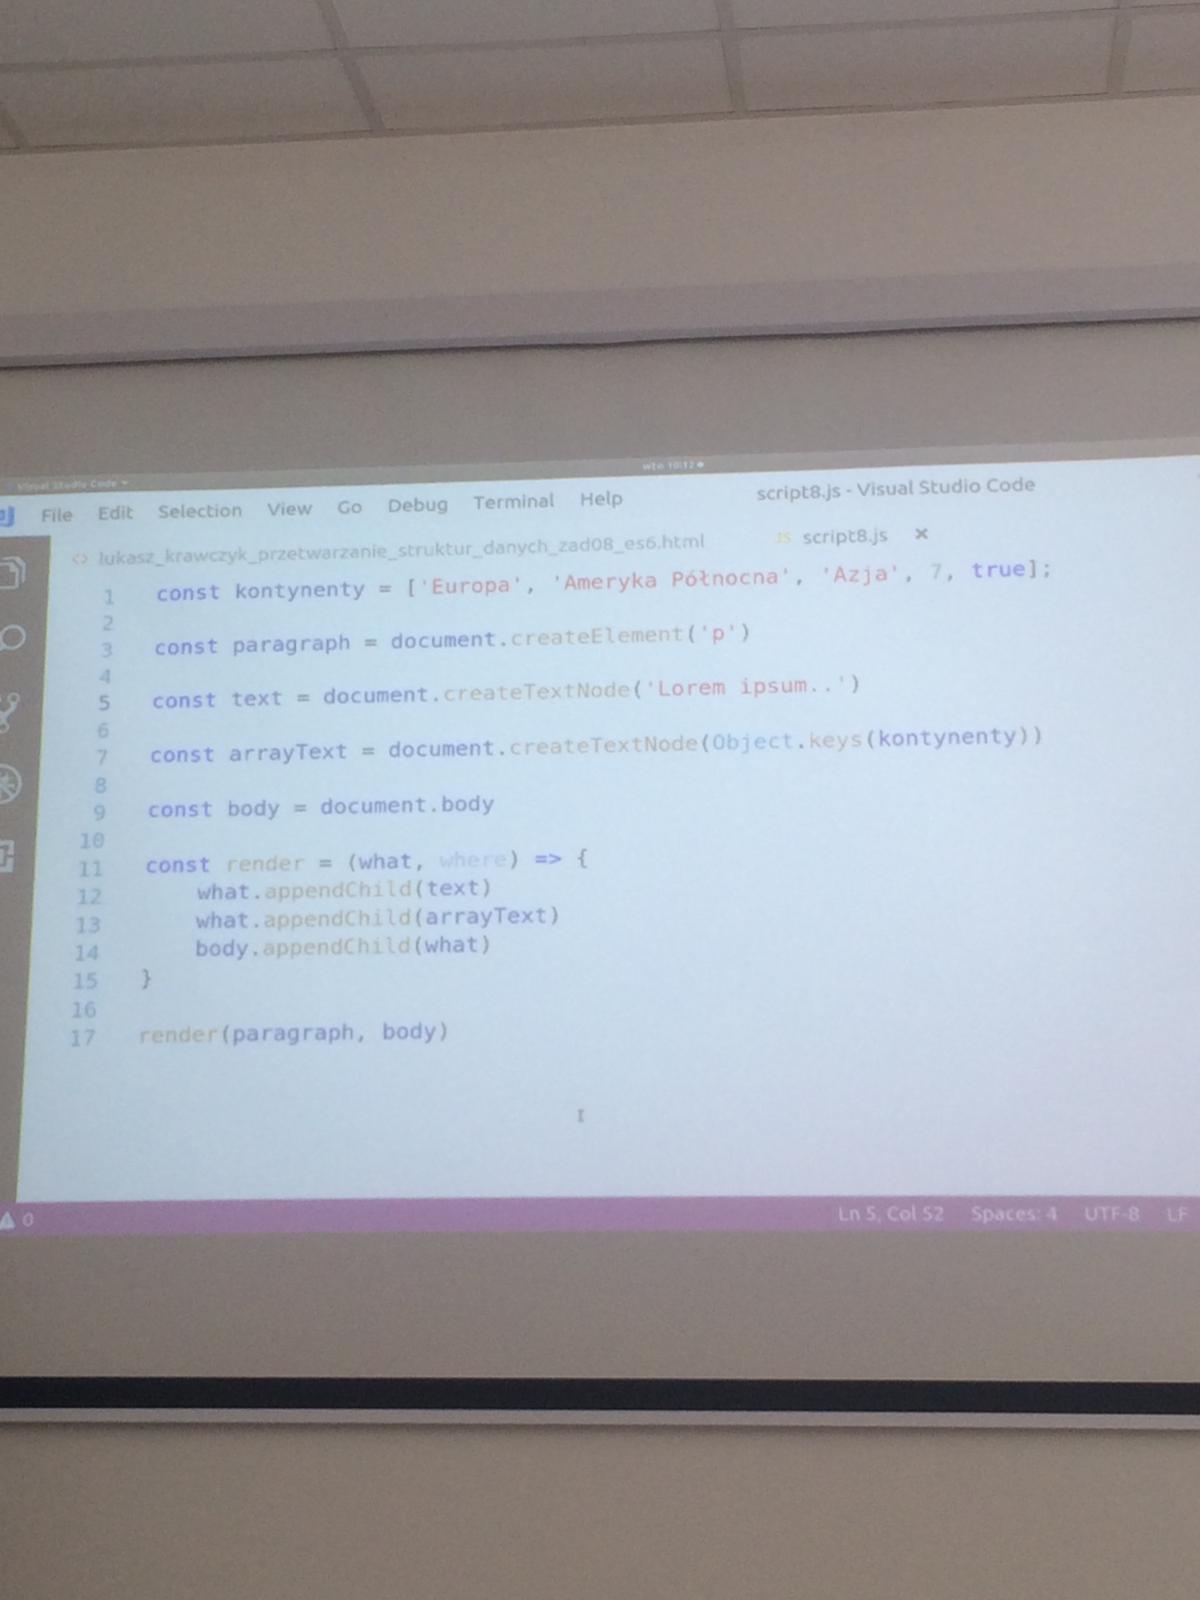 Visual Studio Code
wto 10:12
script8.js - Visual Studio Code
File Edit Selection View Go Debug Terminal Help
<> lukasz_krawczyk_przetwarzanie_struktur_danych_zad08_es6.html JS script8.js ×
1 const kontynenty = ['Europa', 'Ameryka Północna', 'Azja', 7, true];
2
3 const paragraph = document.createElement('p')
4
5 const text = document.createTextNode('Lorem ipsum..')
6
7 const arrayText = document.createTextNode(Object.keys(kontynenty))
8
9 const body = document.body
10
11 const render = (what, where) => {
12 what.appendChild(text)
13 what.appendChild(arrayText)
14 body.appendChild(what)
15 }
16
17 render(paragraph, body)
0 Ln 5, Col 52 Spaces: 4 UTF-8 LF